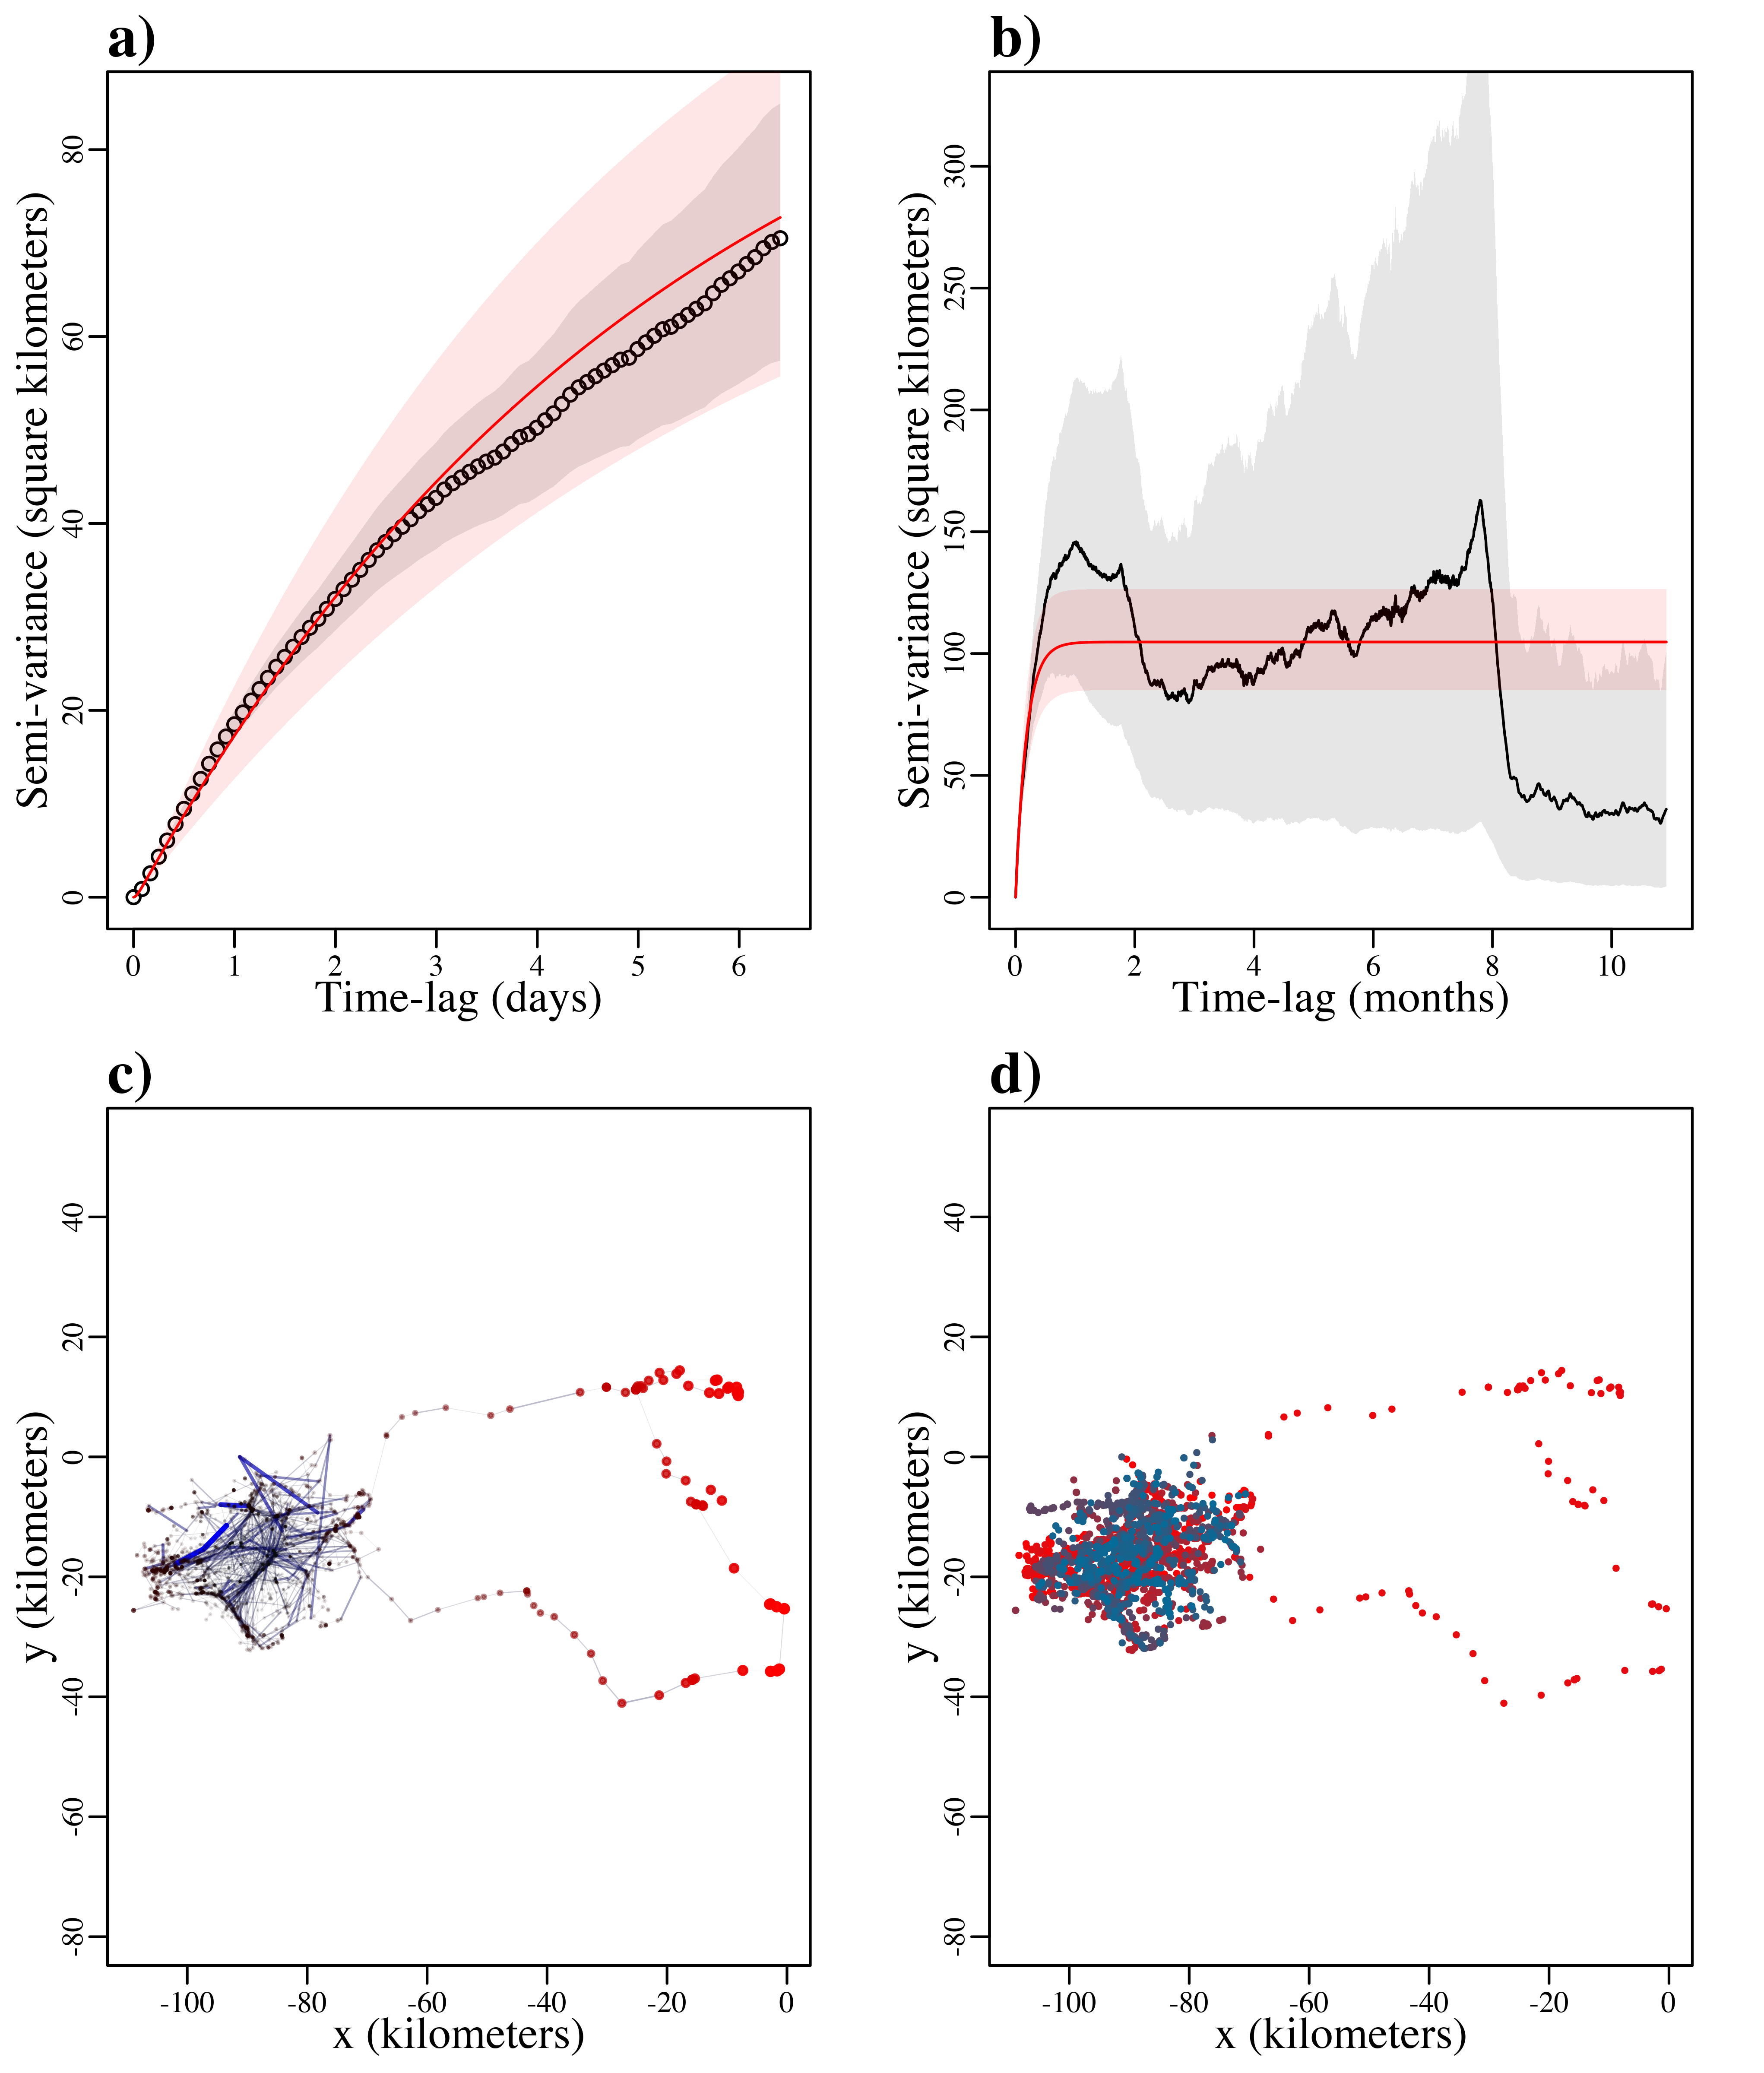 a)
Semi-variance (square kilometers)
80
60
40
20
0
0 1 2 3 4 5 6
Time-lag (days)
b)
Semi-variance (square kilometers)
300
250
200
150
100
50
0
0 2 4 6 8 10
Time-lag (months)
c)
y (kilometers)
40
20
0
-20
-40
-60
-80
-100 -80 -60 -40 -20 0
x (kilometers)
d)
y (kilometers)
40
20
0
-20
-40
-60
-80
-100 -80 -60 -40 -20 0
x (kilometers)